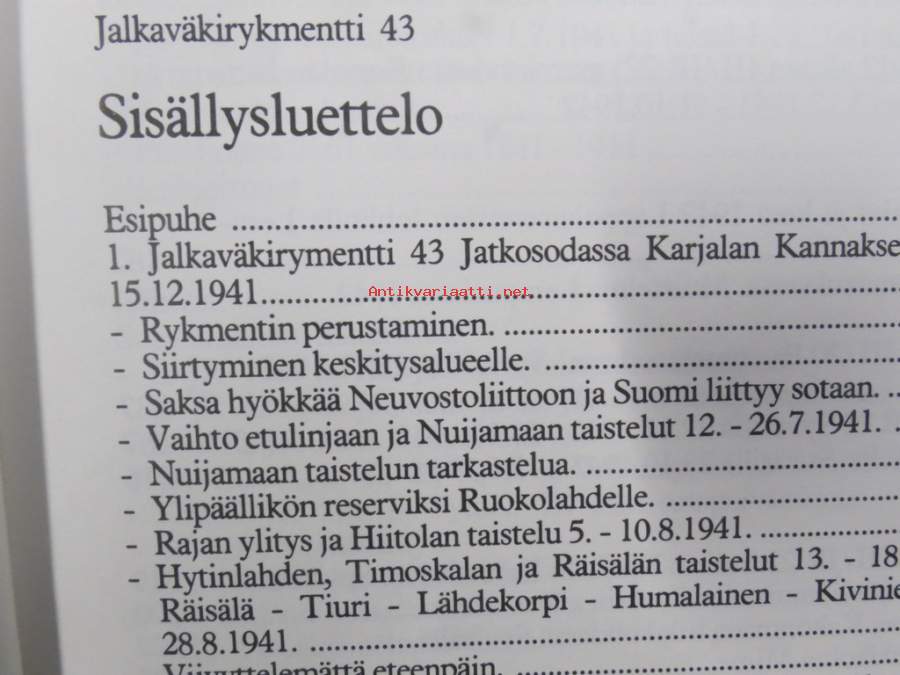 Jalkaväkirykmentti 43
Sisällysluettelo
Esipuhe ........................................
1. Jalkaväkirymentti 43 Jatkosodassa Karjalan Kannakse
15.12.1941........................................
Antikvariaatti.net
- Rykmentin perustaminen. ........................................
- Siirtyminen keskitysalueelle. ........................................
- Saksa hyökkää Neuvostoliittoon ja Suomi liittyy sotaan. ..
- Vaihto etulinjaan ja Nuijamaan taistelut 12. - 26.7.1941. .
- Nuijamaan taistelun tarkastelua. ........................................
- Ylipäällikön reserviksi Ruokolahdelle. ..............................
- Rajan ylitys ja Hiitolan taistelu 5. - 10.8.1941. ..................
- Hytinlahden, Timoskalan ja Räisälän taistelut 13. - 18
Räisälä - Tiuri - Lähdekorpi - Humalainen - Kivinie
28.8.1941. ........................................
Viivyttelemättä eteenpäin. ........................................